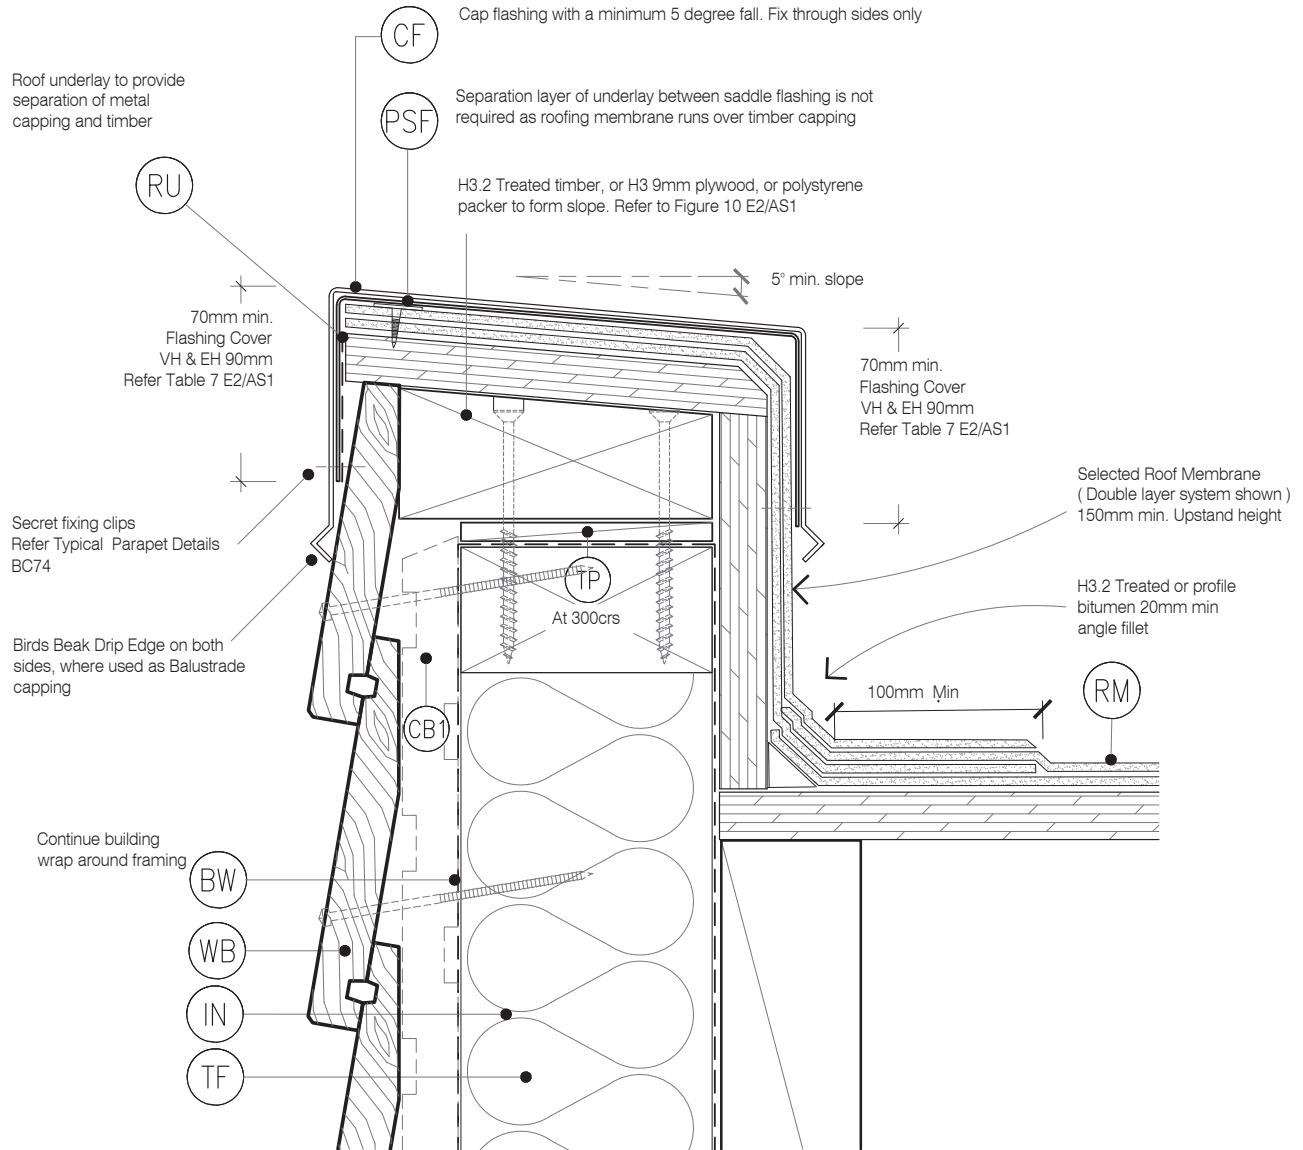 CF
Cap flashing with a minimum 5 degree fall. Fix through sides only
Roof underlay to provide
separation of metal
capping and timber
PSF
Separation layer of underlay between saddle flashing is not
required as roofing membrane runs over timber capping
RU
H3.2 Treated timber, or H3 9mm plywood, or polystyrene
packer to form slope. Refer to Figure 10 E2/AS1
5° min. slope
70mm min.
Flashing Cover
VH & EH 90mm
Refer Table 7 E2/AS1
70mm min.
Flashing Cover
VH & EH 90mm
Refer Table 7 E2/AS1
Selected Roof Membrane
( Double layer system shown )
150mm min. Upstand height
Secret fixing clips
Refer Typical Parapet Details
BC74
TP
At 300crs
H3.2 Treated or profile
bitumen 20mm min
angle fillet
Birds Beak Drip Edge on both
sides, where used as Balustrade
capping
100mm Min
RM
CB1
Continue building
wrap around framing
BW
WB
IN
TF